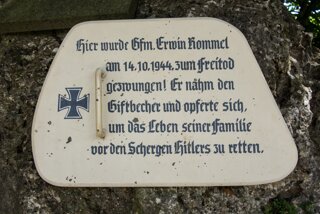 Hier wurde Gfm. Erwin Rommel
am 14.10.1944 zum Freitod
gezwungen! Er nahm den
Giftbecher und opferte sich,
um das Leben seiner Familie
vor den Schergen Hitlers zu retten.